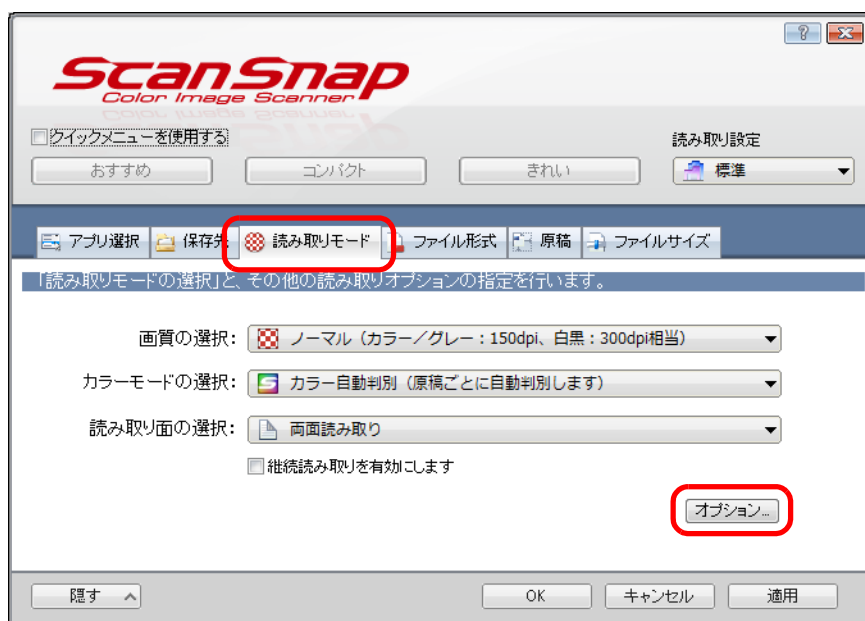 ScanSnap
Color Image Scanner
クイックメニューを使用する
読み取り設定
おすすめ
コンパクト
きれい
標準
アプリ選択
保存先
読み取りモード
ファイル形式
原稿
ファイルサイズ
「読み取りモードの選択」と、その他の読み取りオプションの指定を行います。
画質の選択: ノーマル（カラー／グレー：150dpi、白黒：300dpi相当）
カラーモードの選択: カラー自動判別（原稿ごとに自動判別します）
読み取り面の選択: 両面読み取り
継続読み取りを有効にします
オプション...
隠す
OK
キャンセル
適用